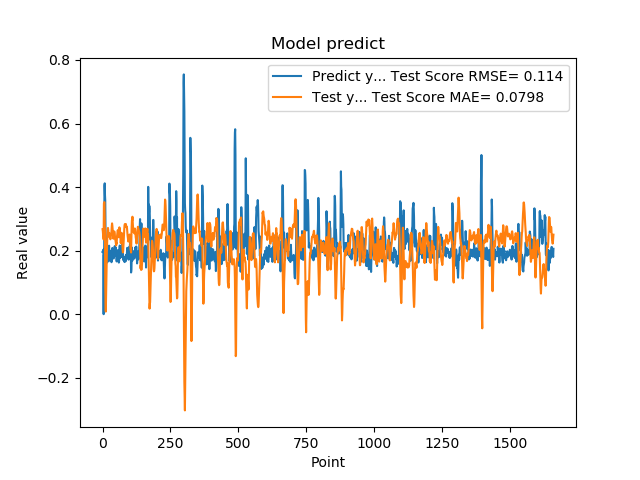 Model predict
Predict y... Test Score RMSE= 0.114
Test y... Test Score MAE= 0.0798
0.8
0.6
0.4
0.2
0.0
−0.2
Real value
0 250 500 750 1000 1250 1500
Point